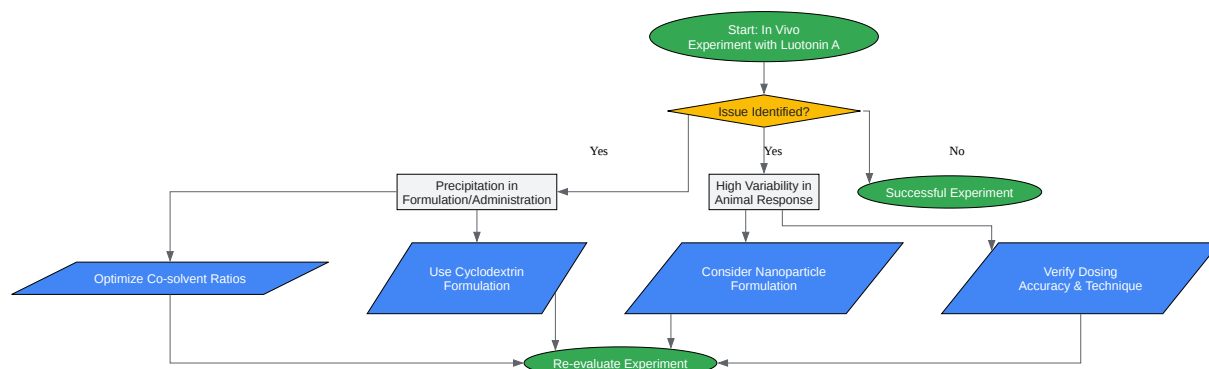 Start: In Vivo
Experiment with Luotonin A
Issue Identified?
Yes
Yes
No
Precipitation in
Formulation/Administration
High Variability in
Animal Response
Successful Experiment
Optimize Co-solvent Ratios
Use Cyclodextrin
Formulation
Consider Nanoparticle
Formulation
Verify Dosing
Accuracy & Technique
Re-evaluate Experiment